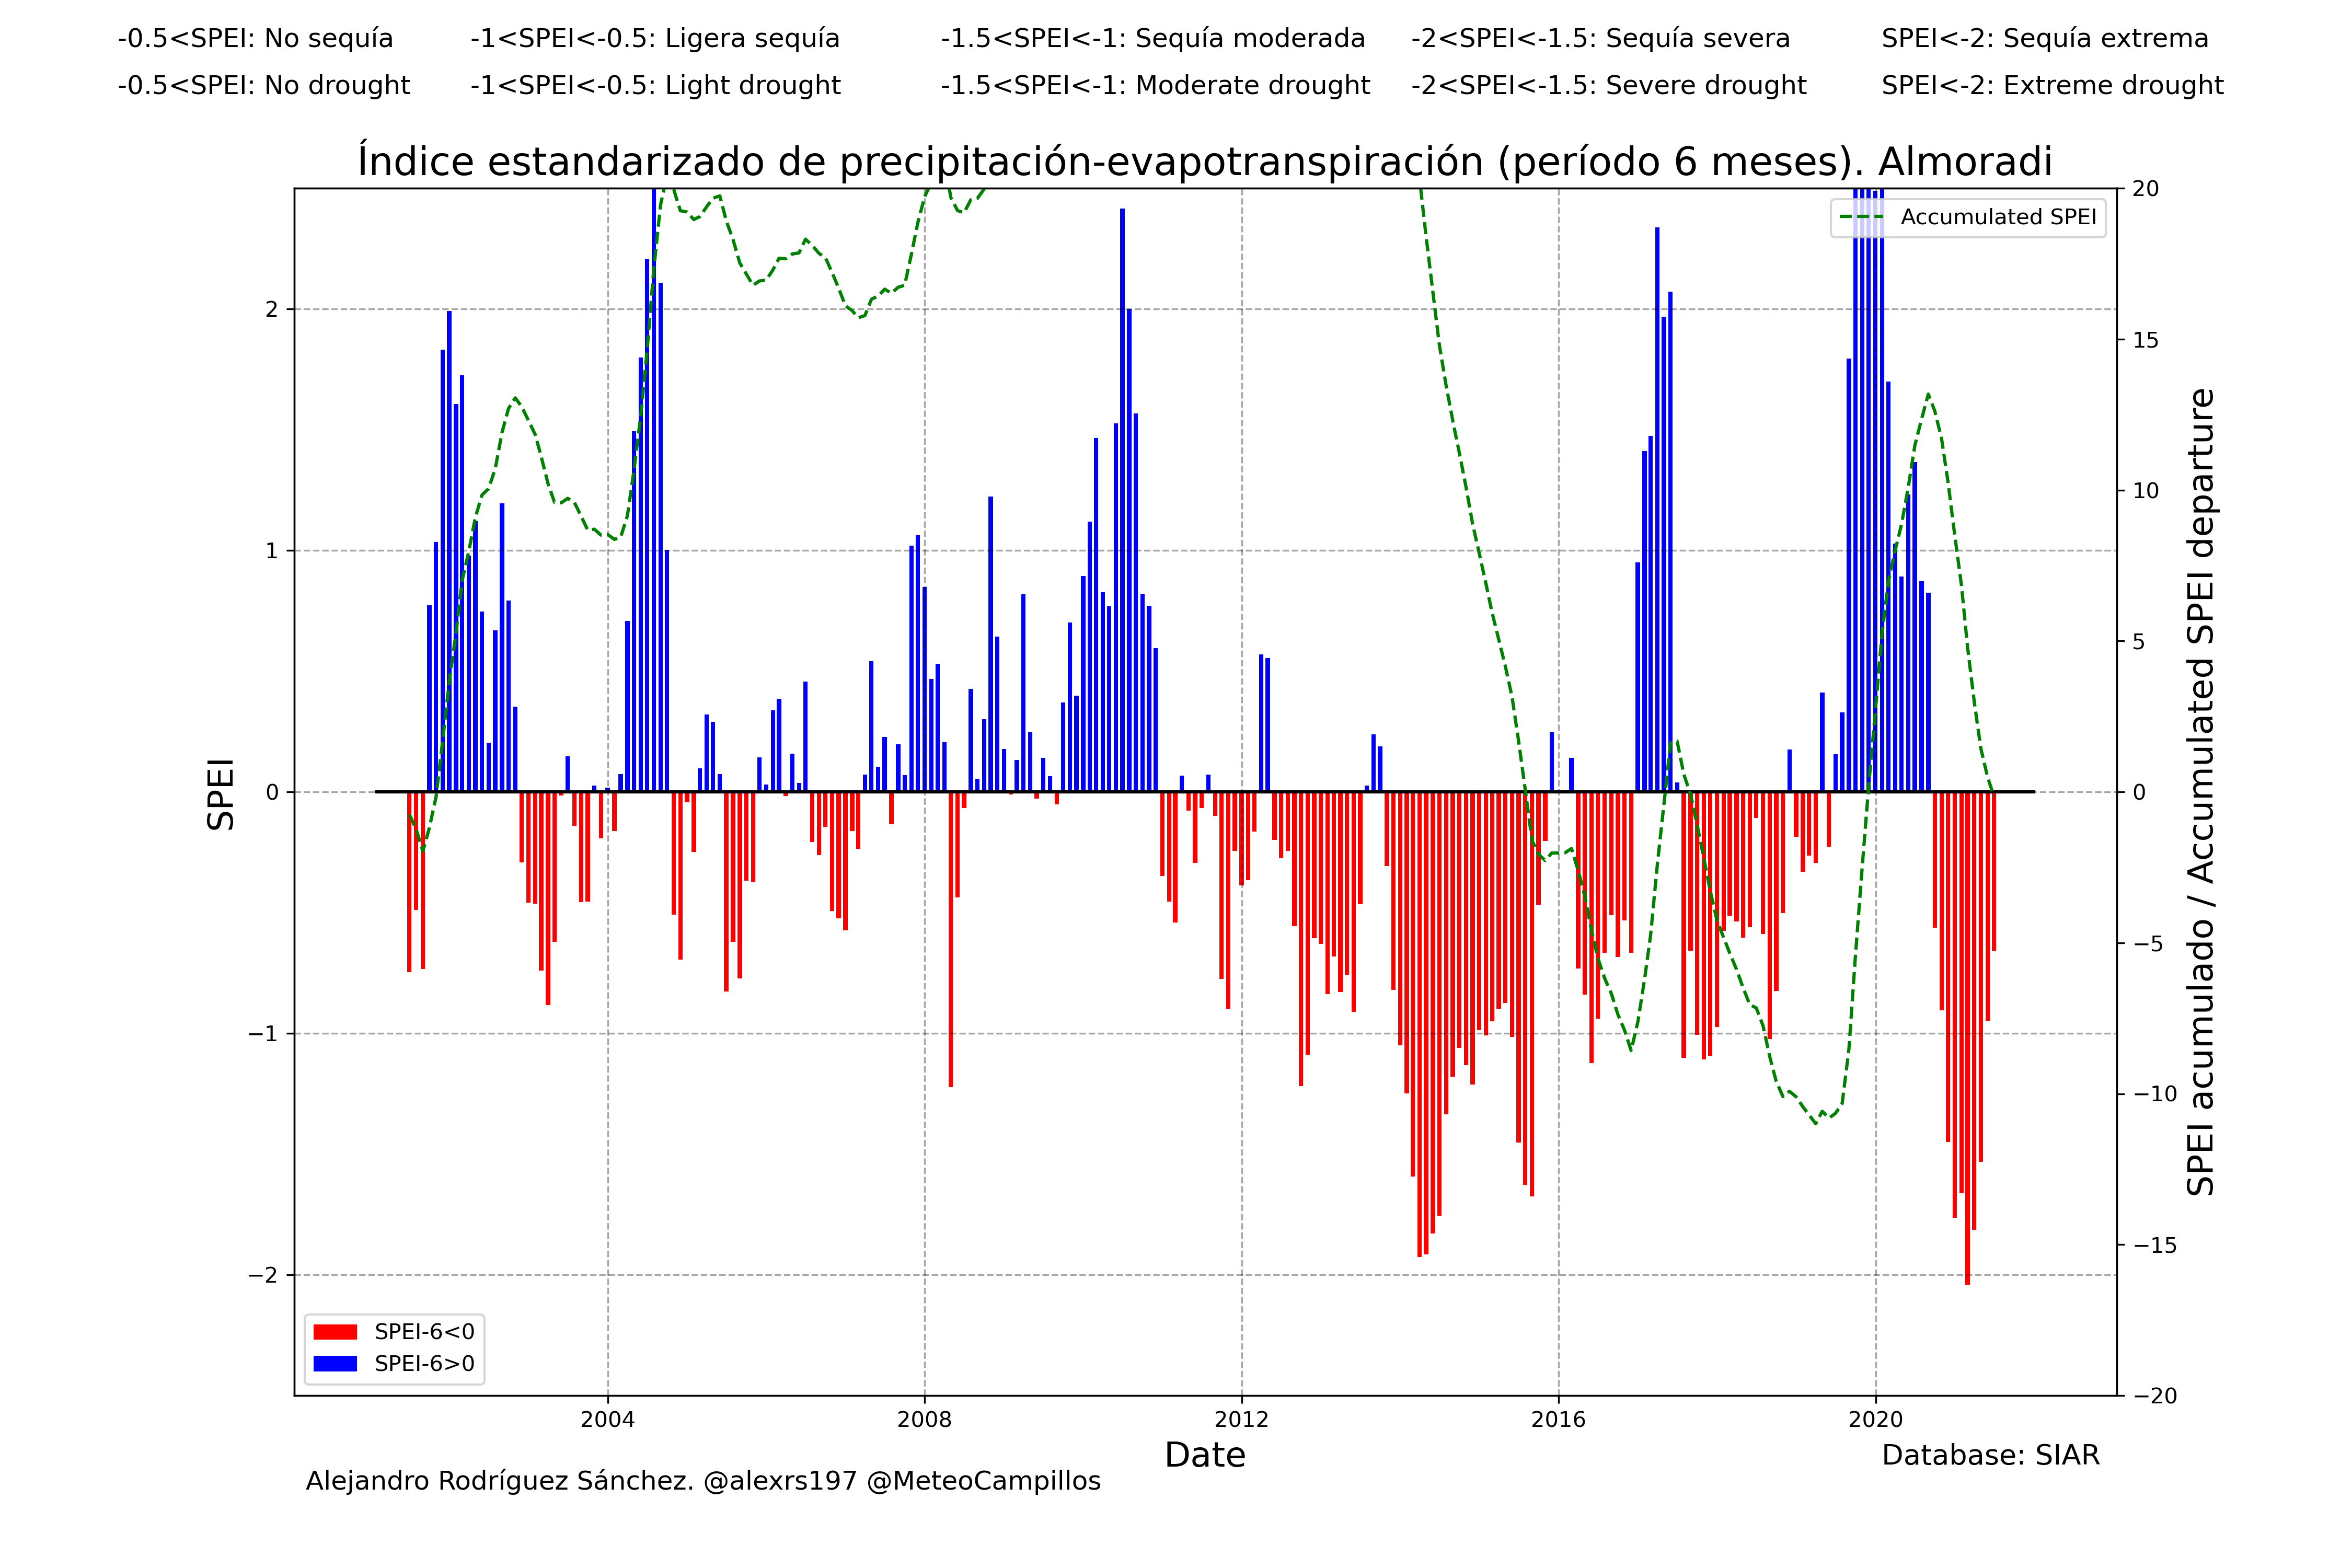 -0.5<SPEI: No sequía -1<SPEI<-0.5: Ligera sequía -1.5<SPEI<-1: Sequía moderada -2<SPEI<-1.5: Sequía severa SPEI<-2: Sequía extrema
-0.5<SPEI: No drought -1<SPEI<-0.5: Light drought -1.5<SPEI<-1: Moderate drought -2<SPEI<-1.5: Severe drought SPEI<-2: Extreme drought
Índice estandarizado de precipitación-evapotranspiración (período 6 meses). Almoradi
Accumulated SPEI
SPEI
2
1
0
−1
−2
20
15
10
5
0
−5
−10
−15
−20
SPEI acumulado / Accumulated SPEI departure
SPEI-6<0
SPEI-6>0
2004 2008 2012 2016 2020
Date
Database: SIAR
Alejandro Rodríguez Sánchez. @alexrs197 @MeteoCampillos